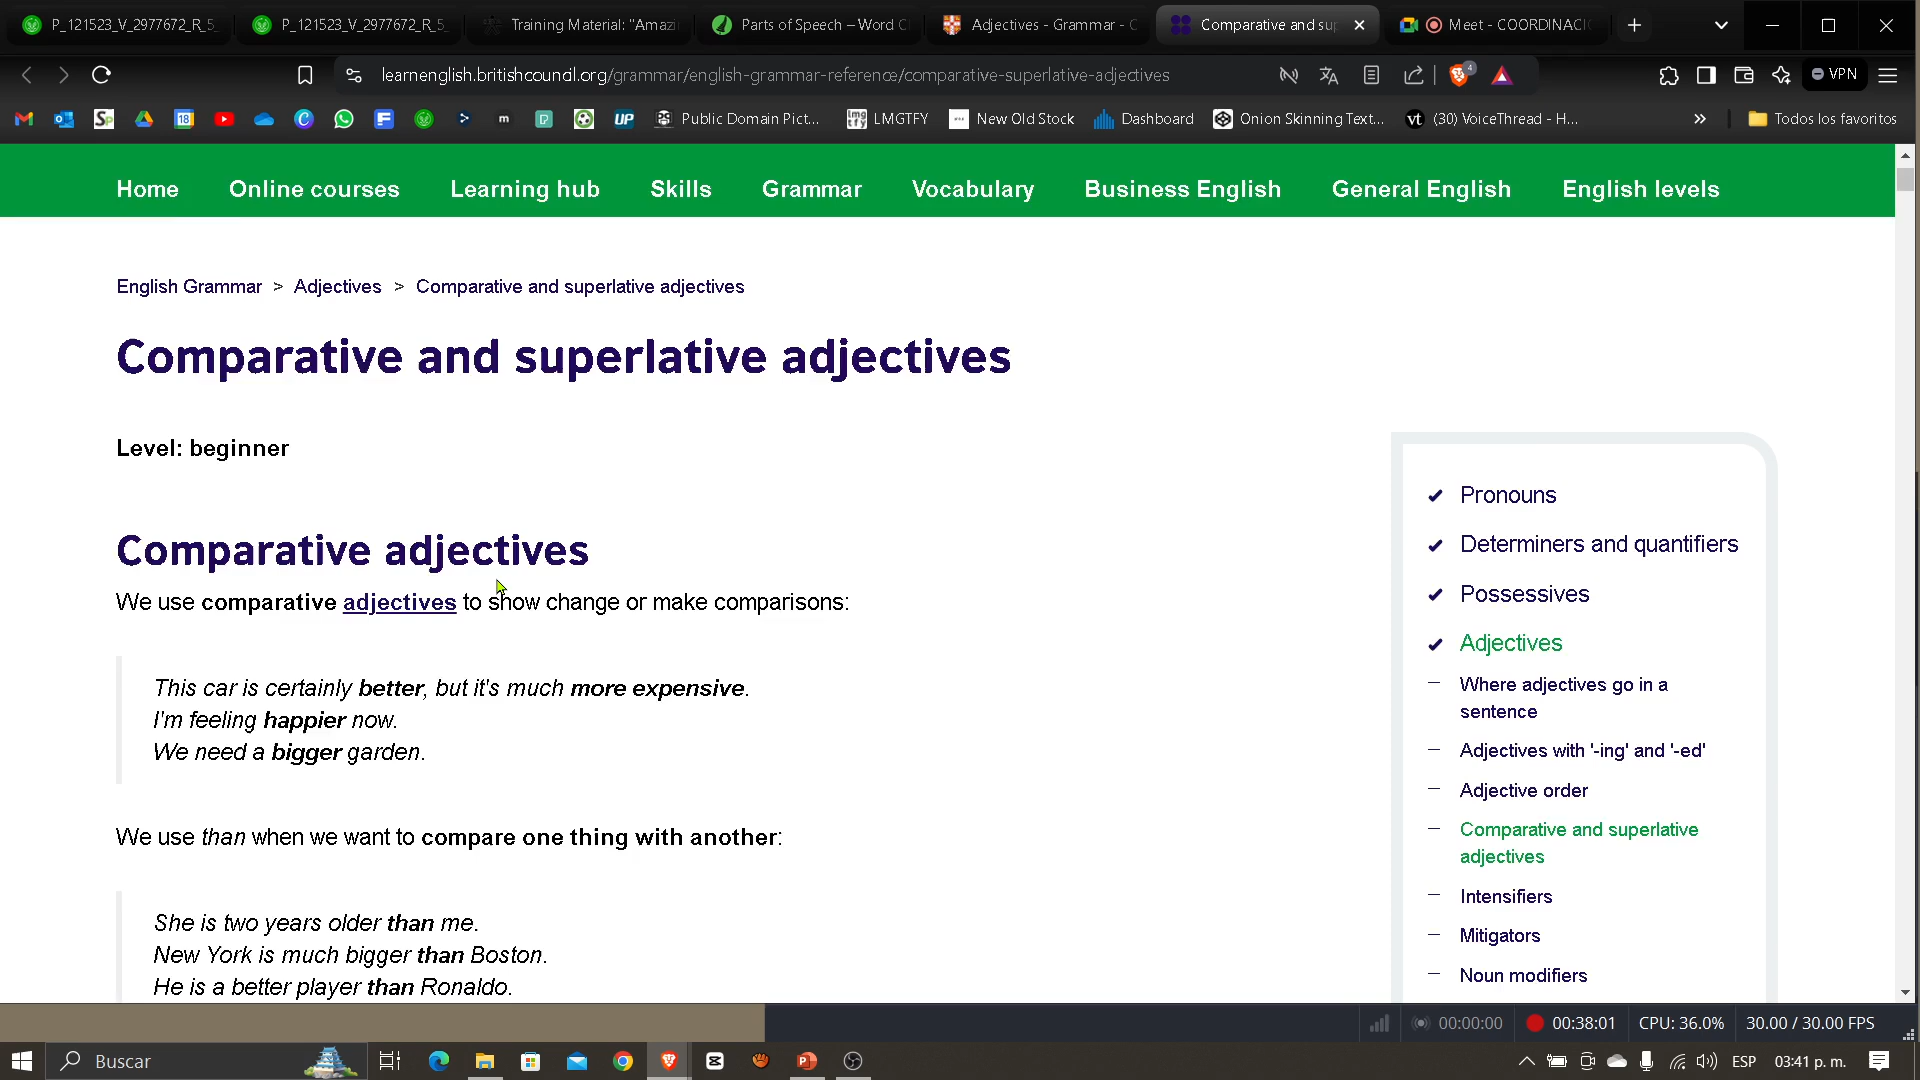 P_121523_V_2977672_R_5
P_121523_V_2977672_R_5
Training Material: "Amazi
Parts of Speech – Word Cl
Adjectives - Grammar - C
Comparative and sup
Meet - COORDINACIO
learnenglish.britishcouncil.org/grammar/english-grammar-reference/comparative-superlative-adjectives
4
VPN
18
UP
Public Domain Pict...
LMGTFY
New Old Stock
Dashboard
Onion Skinning Text...
vt (30) VoiceThread - H...
»
Todos los favoritos
Home Online courses Learning hub Skills Grammar Vocabulary Business English General English English levels
English Grammar > Adjectives > Comparative and superlative adjectives
Comparative and superlative adjectives
Level: beginner
Comparative adjectives
We use comparative adjectives to show change or make comparisons:
This car is certainly better, but it's much more expensive.
I'm feeling happier now.
We need a bigger garden.
We use than when we want to compare one thing with another:
She is two years older than me.
New York is much bigger than Boston.
He is a better player than Ronaldo.
Pronouns
Determiners and quantifiers
Possessives
Adjectives
Where adjectives go in a
sentence
Adjectives with '-ing' and '-ed'
Adjective order
Comparative and superlative
adjectives
Intensifiers
Mitigators
Noun modifiers
00:00:00 00:38:01 CPU: 36.0% 30.00 / 30.00 FPS
Buscar
ESP 03:41 p. m.